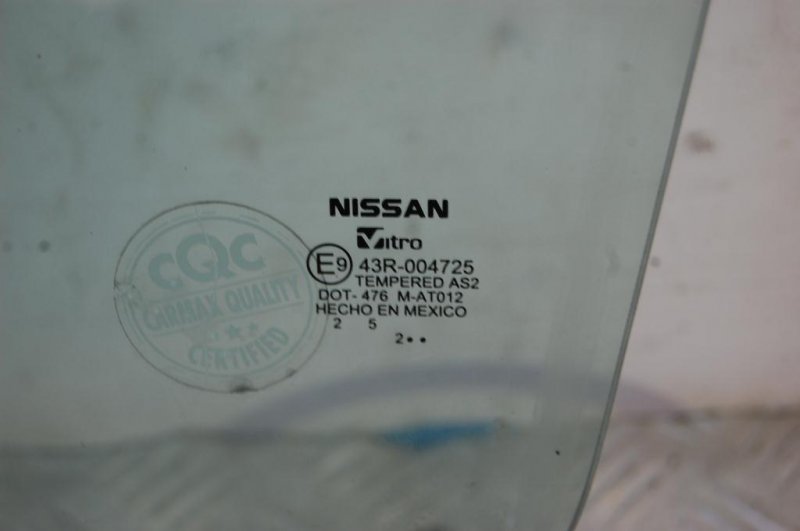 NISSAN
Vitro
E9 43R-004725
TEMPERED AS2
DOT- 476 M-AT012
HECHO EN MEXICO
2 5
2••
CQC
CARMAX QUALITY
CERTIFIED